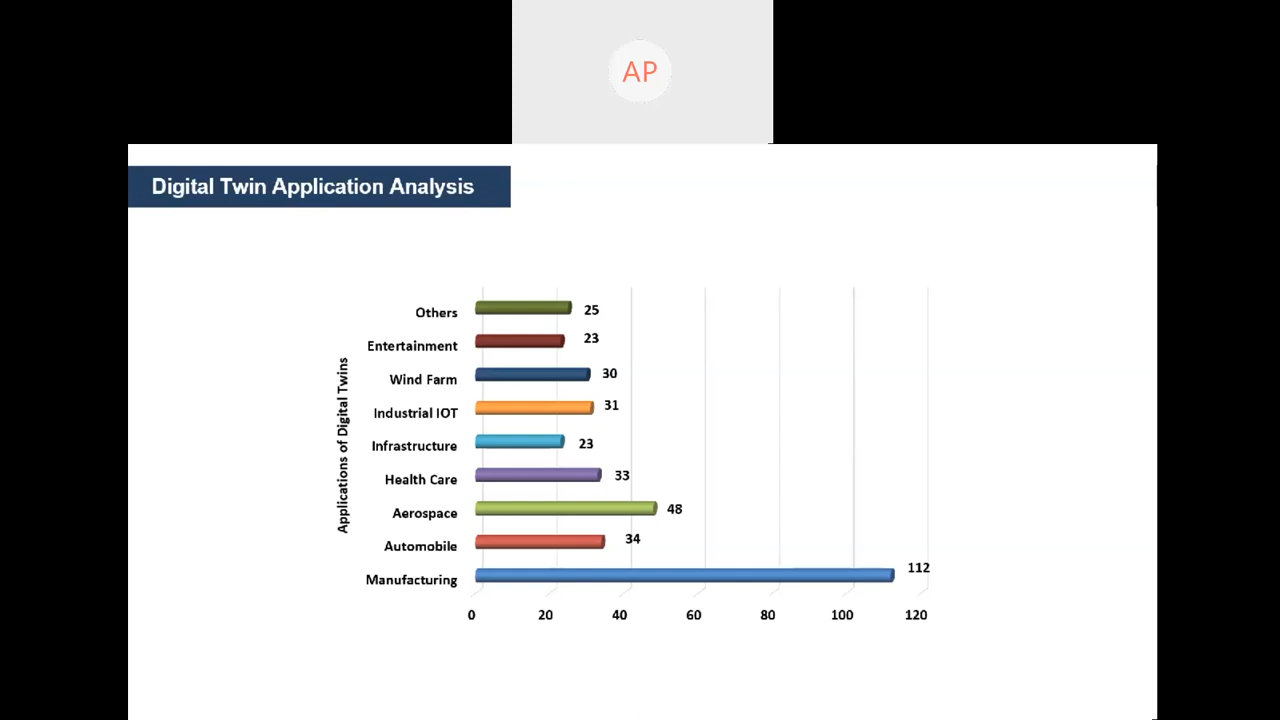 AP
Digital Twin Application Analysis
Applications of Digital Twins
Others 25
Entertainment 23
Wind Farm 30
Industrial IOT 31
Infrastructure 23
Health Care 33
Aerospace 48
Automobile 34
Manufacturing 112
0 20 40 60 80 100 120